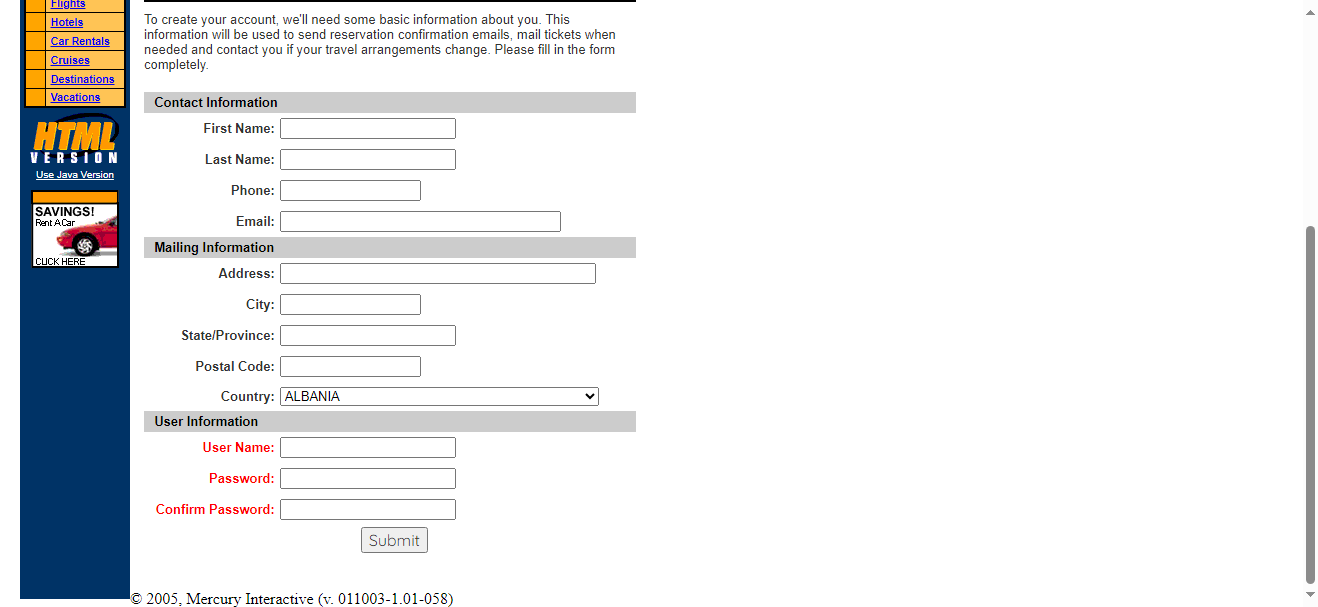 Flights
Hotels
Car Rentals
Cruises
Destinations
Vacations
HTML
VERSION
Use Java Version
SAVINGS!
Rent A Car
CLICK HERE
To create your account, we'll need some basic information about you. This
information will be used to send reservation confirmation emails, mail tickets when
needed and contact you if your travel arrangements change. Please fill in the form
completely.
Contact Information
First Name:
Last Name:
Phone:
Email:
Mailing Information
Address:
City:
State/Province:
Postal Code:
Country: ALBANIA
User Information
User Name:
Password:
Confirm Password:
Submit
© 2005, Mercury Interactive (v. 011003-1.01-058)